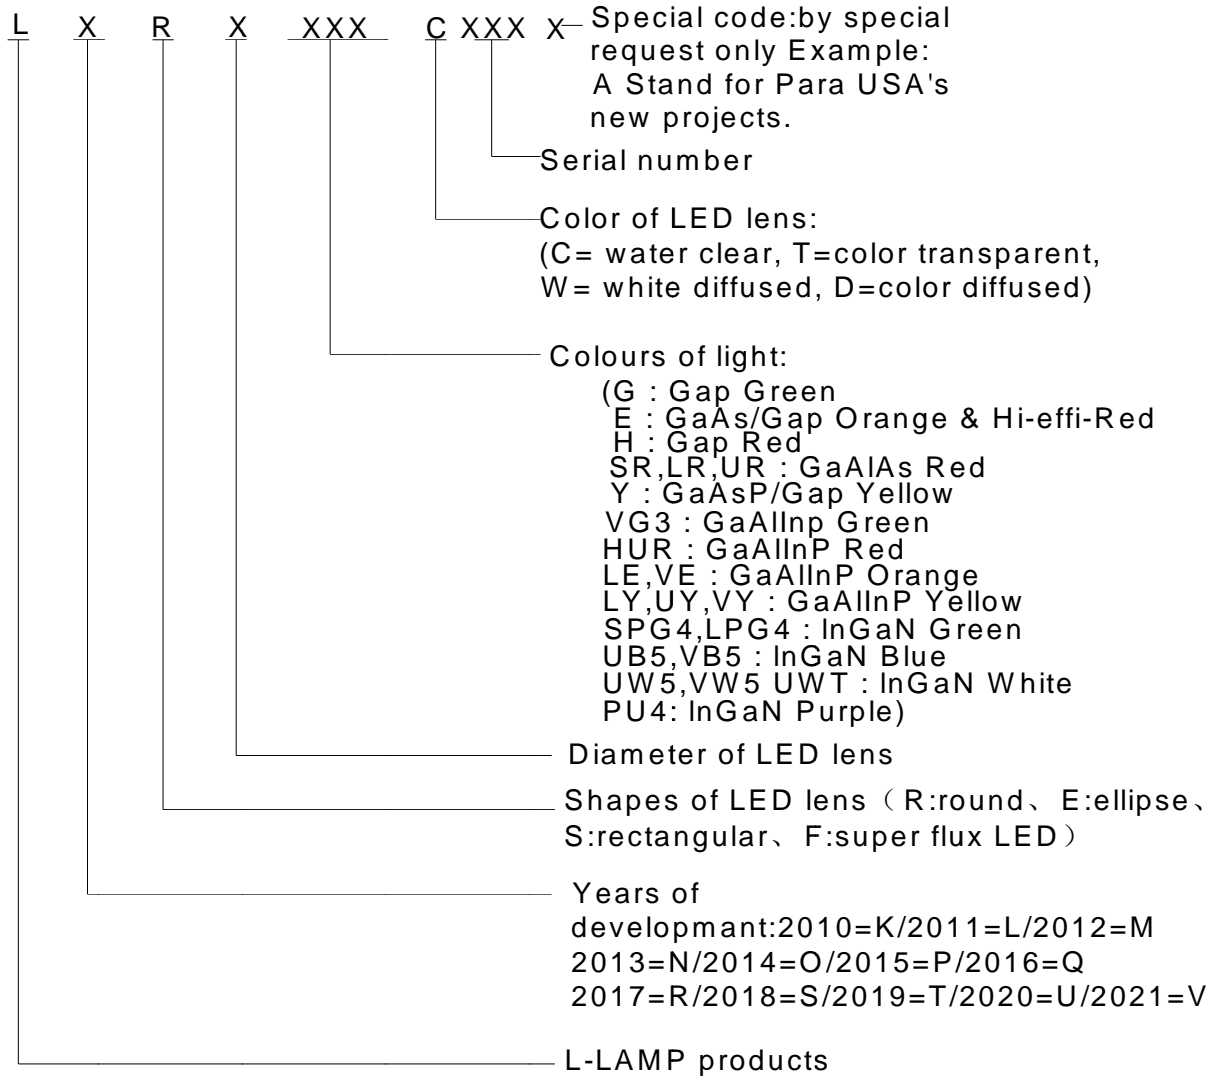 L X R X XXX C XXX X Special code:by special
request only Example:
A Stand for Para USA's
new projects.
Serial number
Color of LED lens:
(C= water clear, T=color transparent,
W= white diffused, D=color diffused)
Colours of light:
(G : Gap Green
E : GaAs/Gap Orange & Hi-effi-Red
H : Gap Red
SR,LR,UR : GaAlAs Red
Y : GaAsP/Gap Yellow
VG3 : GaAlInp Green
HUR : GaAlInP Red
LE,VE : GaAlInP Orange
LY,UY,VY : GaAlInP Yellow
SPG4,LPG4 : InGaN Green
UB5,VB5 : InGaN Blue
UW5,VW5 UWT : InGaN White
PU4: InGaN Purple)
Diameter of LED lens
Shapes of LED lens（R:round、E:ellipse、
S:rectangular、F:super flux LED）
Years of
developmant:2010=K/2011=L/2012=M
2013=N/2014=O/2015=P/2016=Q
2017=R/2018=S/2019=T/2020=U/2021=V
L-LAMP products